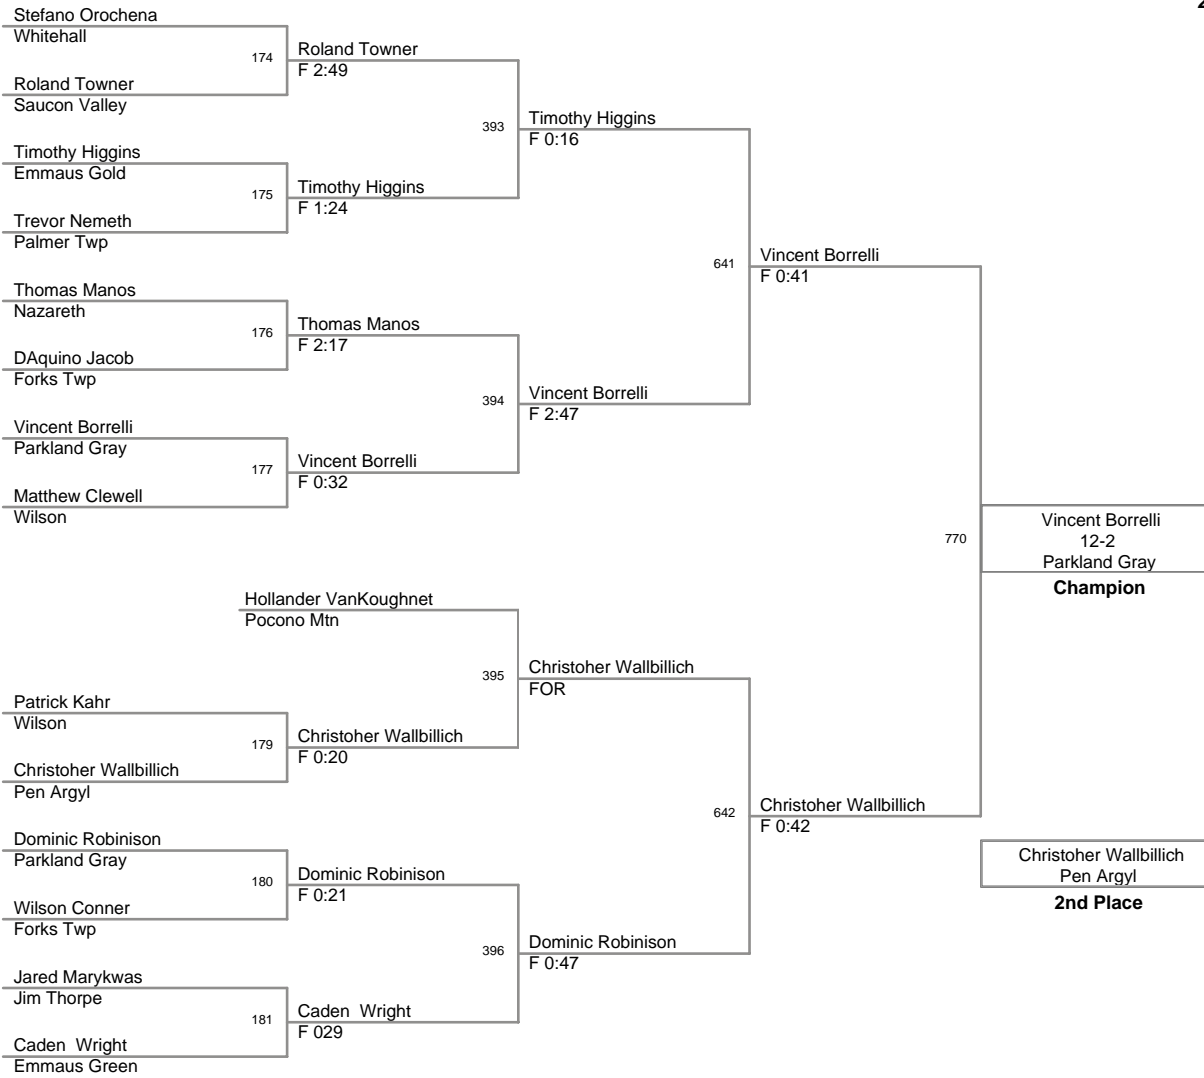 2
Stefano Orochena
Whitehall
174
Roland Towner
F 2:49
Roland Towner
Saucon Valley
393
Timothy Higgins
F 0:16
Timothy Higgins
Emmaus Gold
175
Timothy Higgins
F 1:24
Trevor Nemeth
Palmer Twp
641
Vincent Borrelli
F 0:41
Thomas Manos
Nazareth
176
Thomas Manos
F 2:17
DAquino Jacob
Forks Twp
394
Vincent Borrelli
F 2:47
Vincent Borrelli
Parkland Gray
177
Vincent Borrelli
F 0:32
Matthew Clewell
Wilson
770
Vincent Borrelli
12-2
Parkland Gray
Champion
Hollander VanKoughnet
Pocono Mtn
395
Christoher Wallbillich
FOR
Patrick Kahr
Wilson
179
Christoher Wallbillich
F 0:20
Christoher Wallbillich
Pen Argyl
642
Christoher Wallbillich
F 0:42
Dominic Robinison
Parkland Gray
180
Dominic Robinison
F 0:21
Wilson Conner
Forks Twp
396
Dominic Robinison
F 0:47
Jared Marykwas
Jim Thorpe
181
Caden  Wright
F 029
Caden  Wright
Emmaus Green
Christoher Wallbillich
Pen Argyl
2nd Place